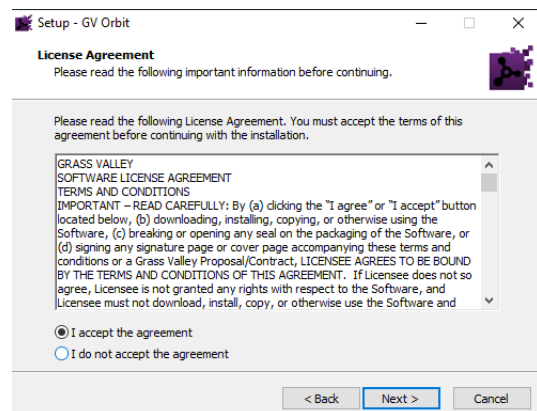 Setup - GV Orbit
License Agreement
Please read the following important information before continuing.
Please read the following License Agreement. You must accept the terms of this
agreement before continuing with the installation.
GRASS VALLEY
SOFTWARE LICENSE AGREEMENT
TERMS AND CONDITIONS
IMPORTANT – READ CAREFULLY: By (a) clicking the "I agree" or "I accept" button
located below, (b) downloading, installing, copying, or otherwise using the
Software, (c) breaking or opening any seal on the packaging of the Software, or
(d) signing any signature page or cover page accompanying these terms and
conditions or a Grass Valley Proposal/Contract, LICENSEE AGREES TO BE BOUND
BY THE TERMS AND CONDITIONS OF THIS AGREEMENT.  If Licensee does not so
agree, Licensee is not granted any rights with respect to the Software, and
Licensee must not download, install, copy, or otherwise use the Software and
I accept the agreement
I do not accept the agreement
< Back
Next >
Cancel